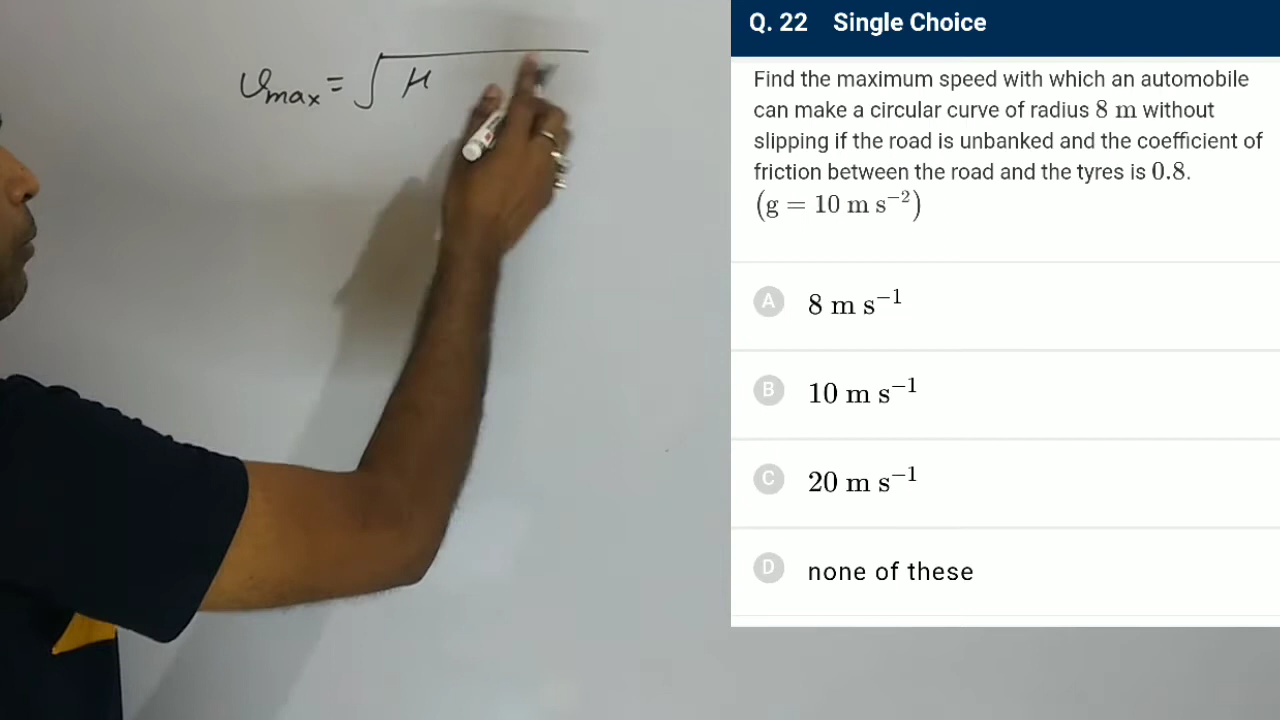 υmax = √μ
Q. 22 Single Choice
Find the maximum speed with which an automobile
can make a circular curve of radius 8 m without
slipping if the road is unbanked and the coefficient of
friction between the road and the tyres is 0.8.
(g = 10 m s⁻²)
A 8 m s⁻¹
B 10 m s⁻¹
C 20 m s⁻¹
D none of these